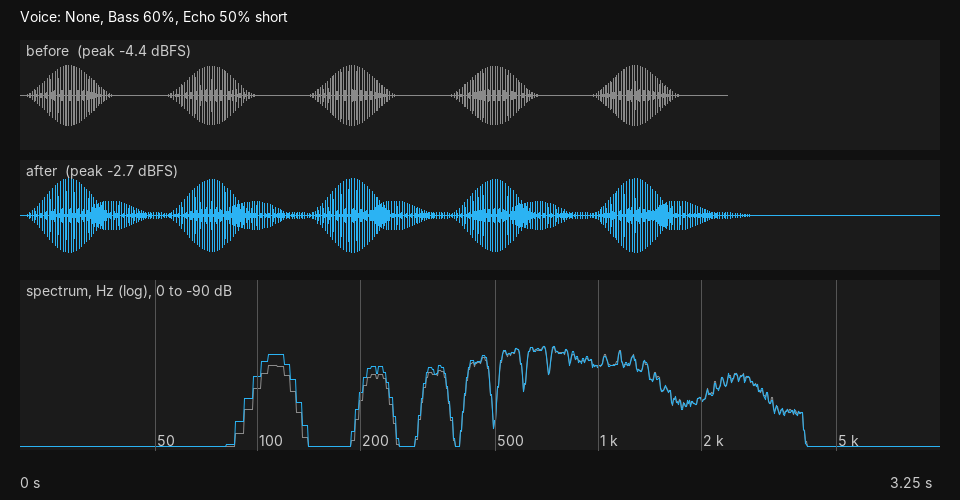 Voice: None, Bass 60%, Echo 50% short
before  (peak -4.4 dBFS)
after  (peak -2.7 dBFS)
spectrum, Hz (log), 0 to -90 dB
50 100 200 500 1 k 2 k 5 k
0 s 3.25 s